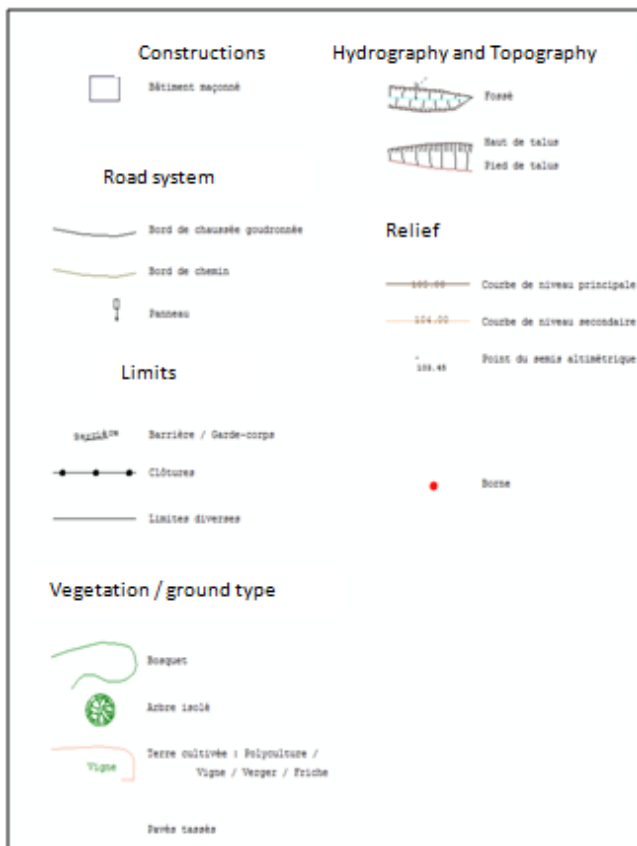 Constructions
Bâtiment maçonné
Road system
Bord de chaussée goudronnée
Bord de chemin
Panneau
Limits
Barrière
Barrière / Garde-corps
Clôtures
Limites diverses
Vegetation / ground type
Bosquet
Arbre isolé
Vigne
Terre cultivée : Polyculture /
Vigne / Verger / Friche
Pavés tassés
Hydrography and Topography
Fossé
Haut de talus
Pied de talus
Relief
Courbe de niveau principale
104.00
Courbe de niveau secondaire
103.45
Point du semis altimétrique
Borne